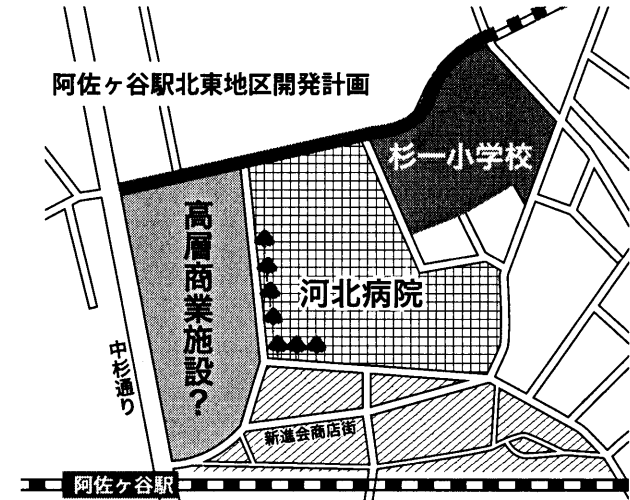 阿佐ヶ谷駅北東地区開発計画
杉一小学校
高層商業施設？
河北病院
中杉通り
新進会商店街
阿佐ヶ谷駅